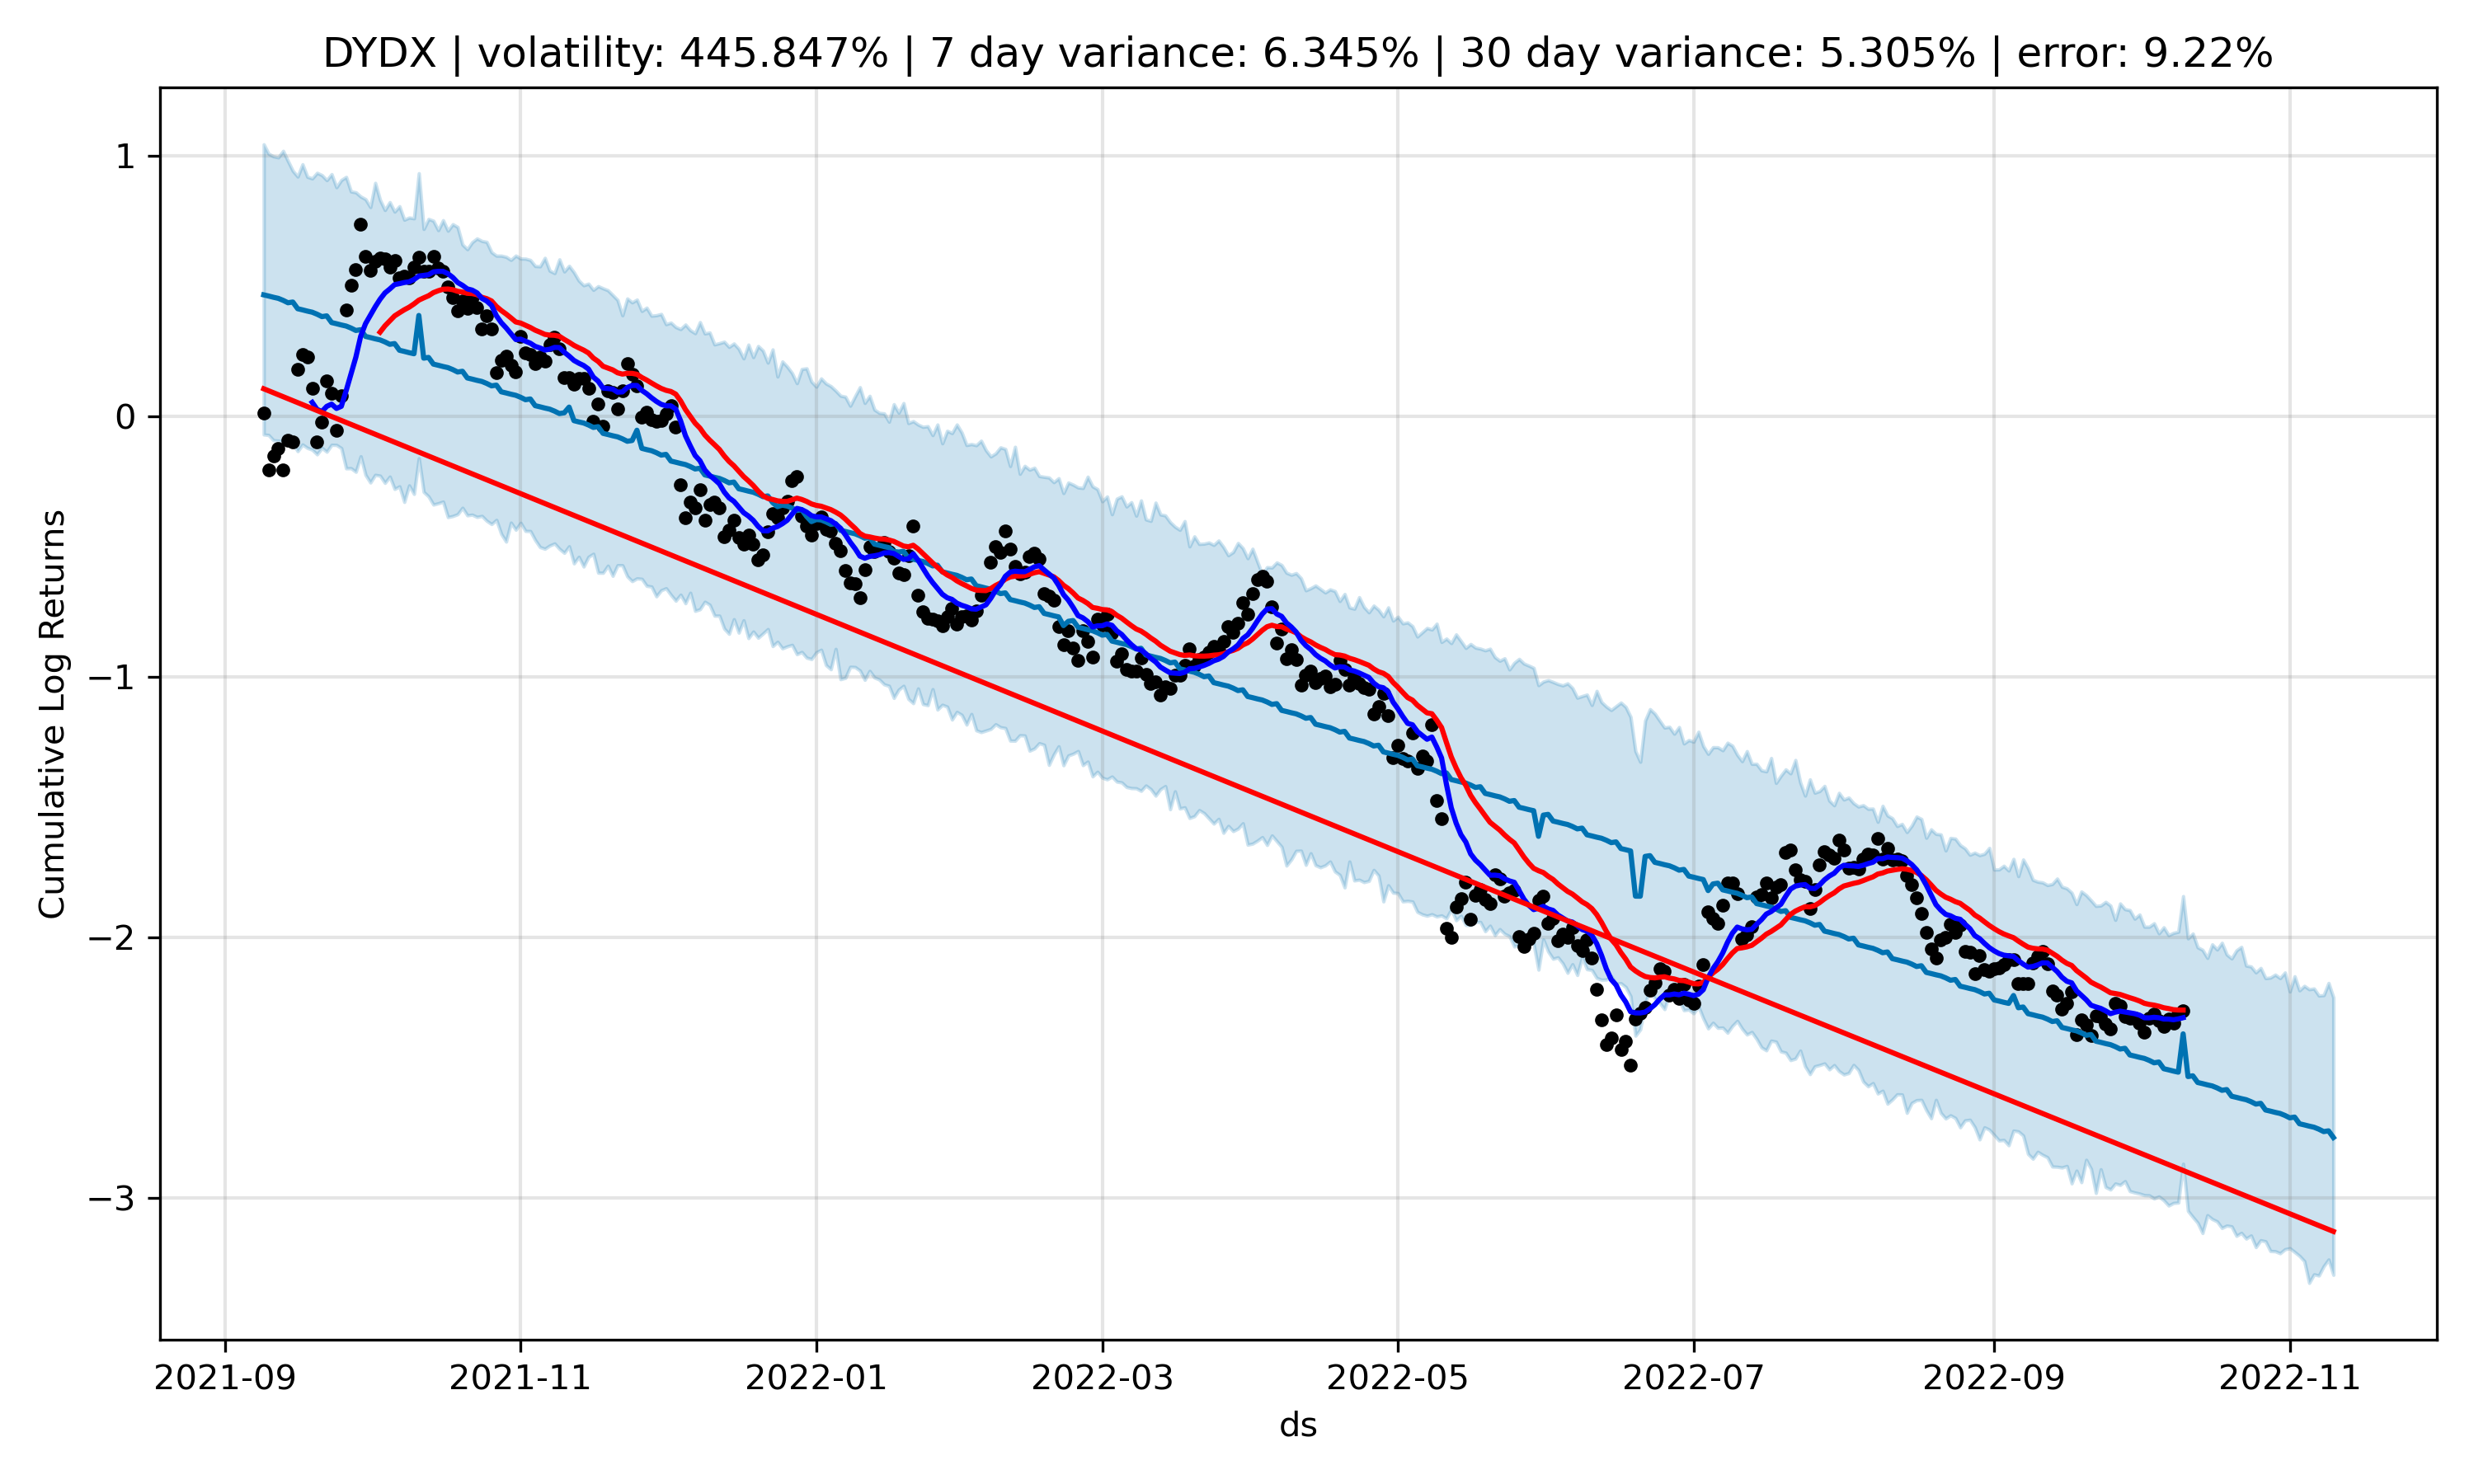 DYDX | volatility: 445.847% | 7 day variance: 6.345% | 30 day variance: 5.305% | error: 9.22%
Cumulative Log Returns
1
0
−1
−2
−3
2021-09 2021-11 2022-01 2022-03 2022-05 2022-07 2022-09 2022-11
ds